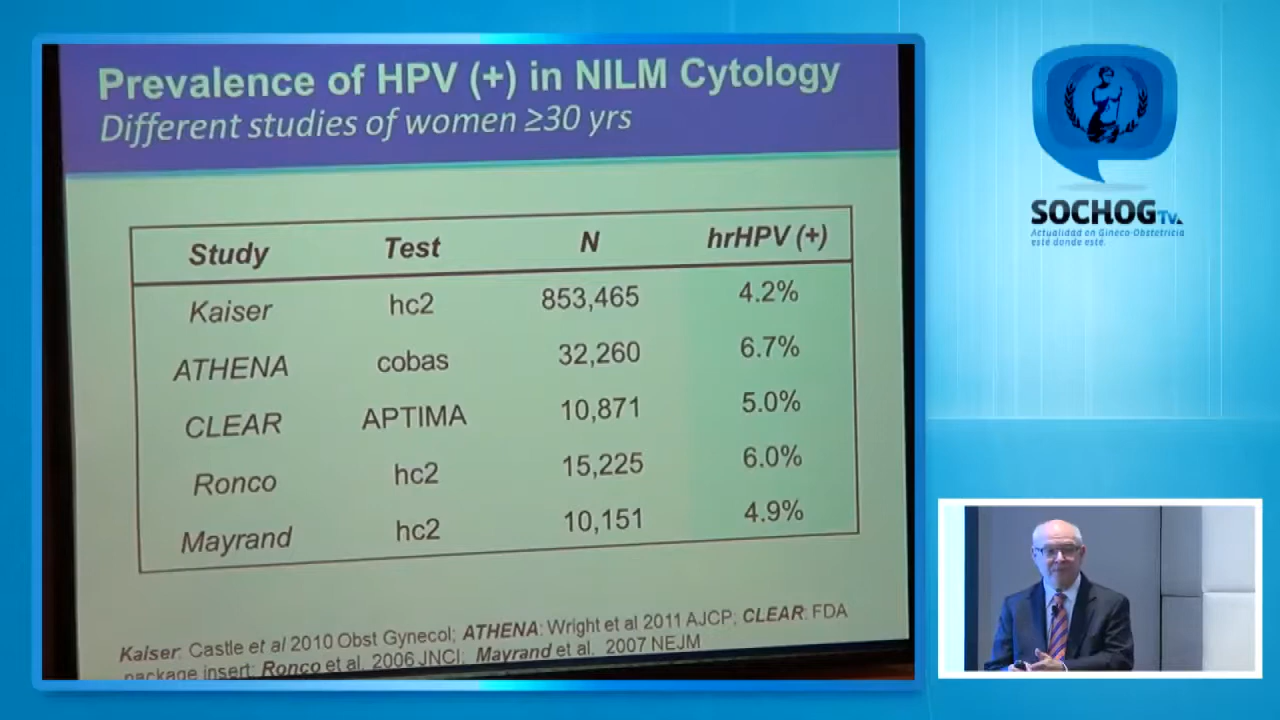 Prevalence of HPV (+) in NILM Cytology
Different studies of women ≥30 yrs
Study Test N hrHPV (+)
Kaiser hc2 853,465 4.2%
ATHENA cobas 32,260 6.7%
CLEAR APTIMA 10,871 5.0%
Ronco hc2 15,225 6.0%
Mayrand hc2 10,151 4.9%
Kaiser: Castle et al 2010 Obst Gynecol; ATHENA: Wright et al 2011 AJCP; CLEAR: FDA
package insert; Ronco et al. 2006 JNCI; Mayrand et al. 2007 NEJM
SOCHOG Tv.
Actualidad en Gineco-Obstetricia
esté donde esté.